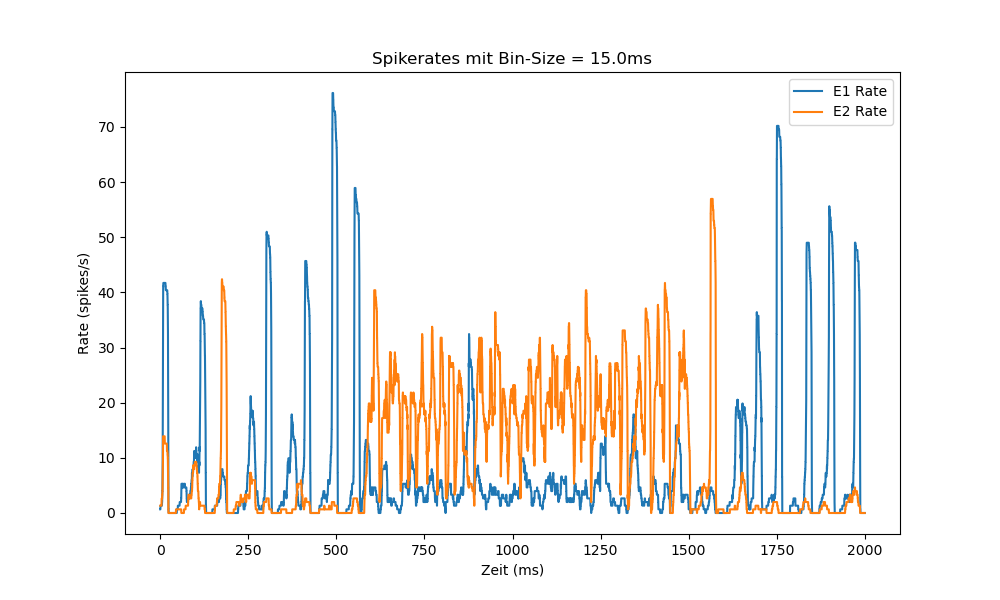 Spikerates mit Bin-Size = 15.0ms
E1 Rate
E2 Rate
Rate (spikes/s)
70
60
50
40
30
20
10
0
0 250 500 750 1000 1250 1500 1750 2000
Zeit (ms)